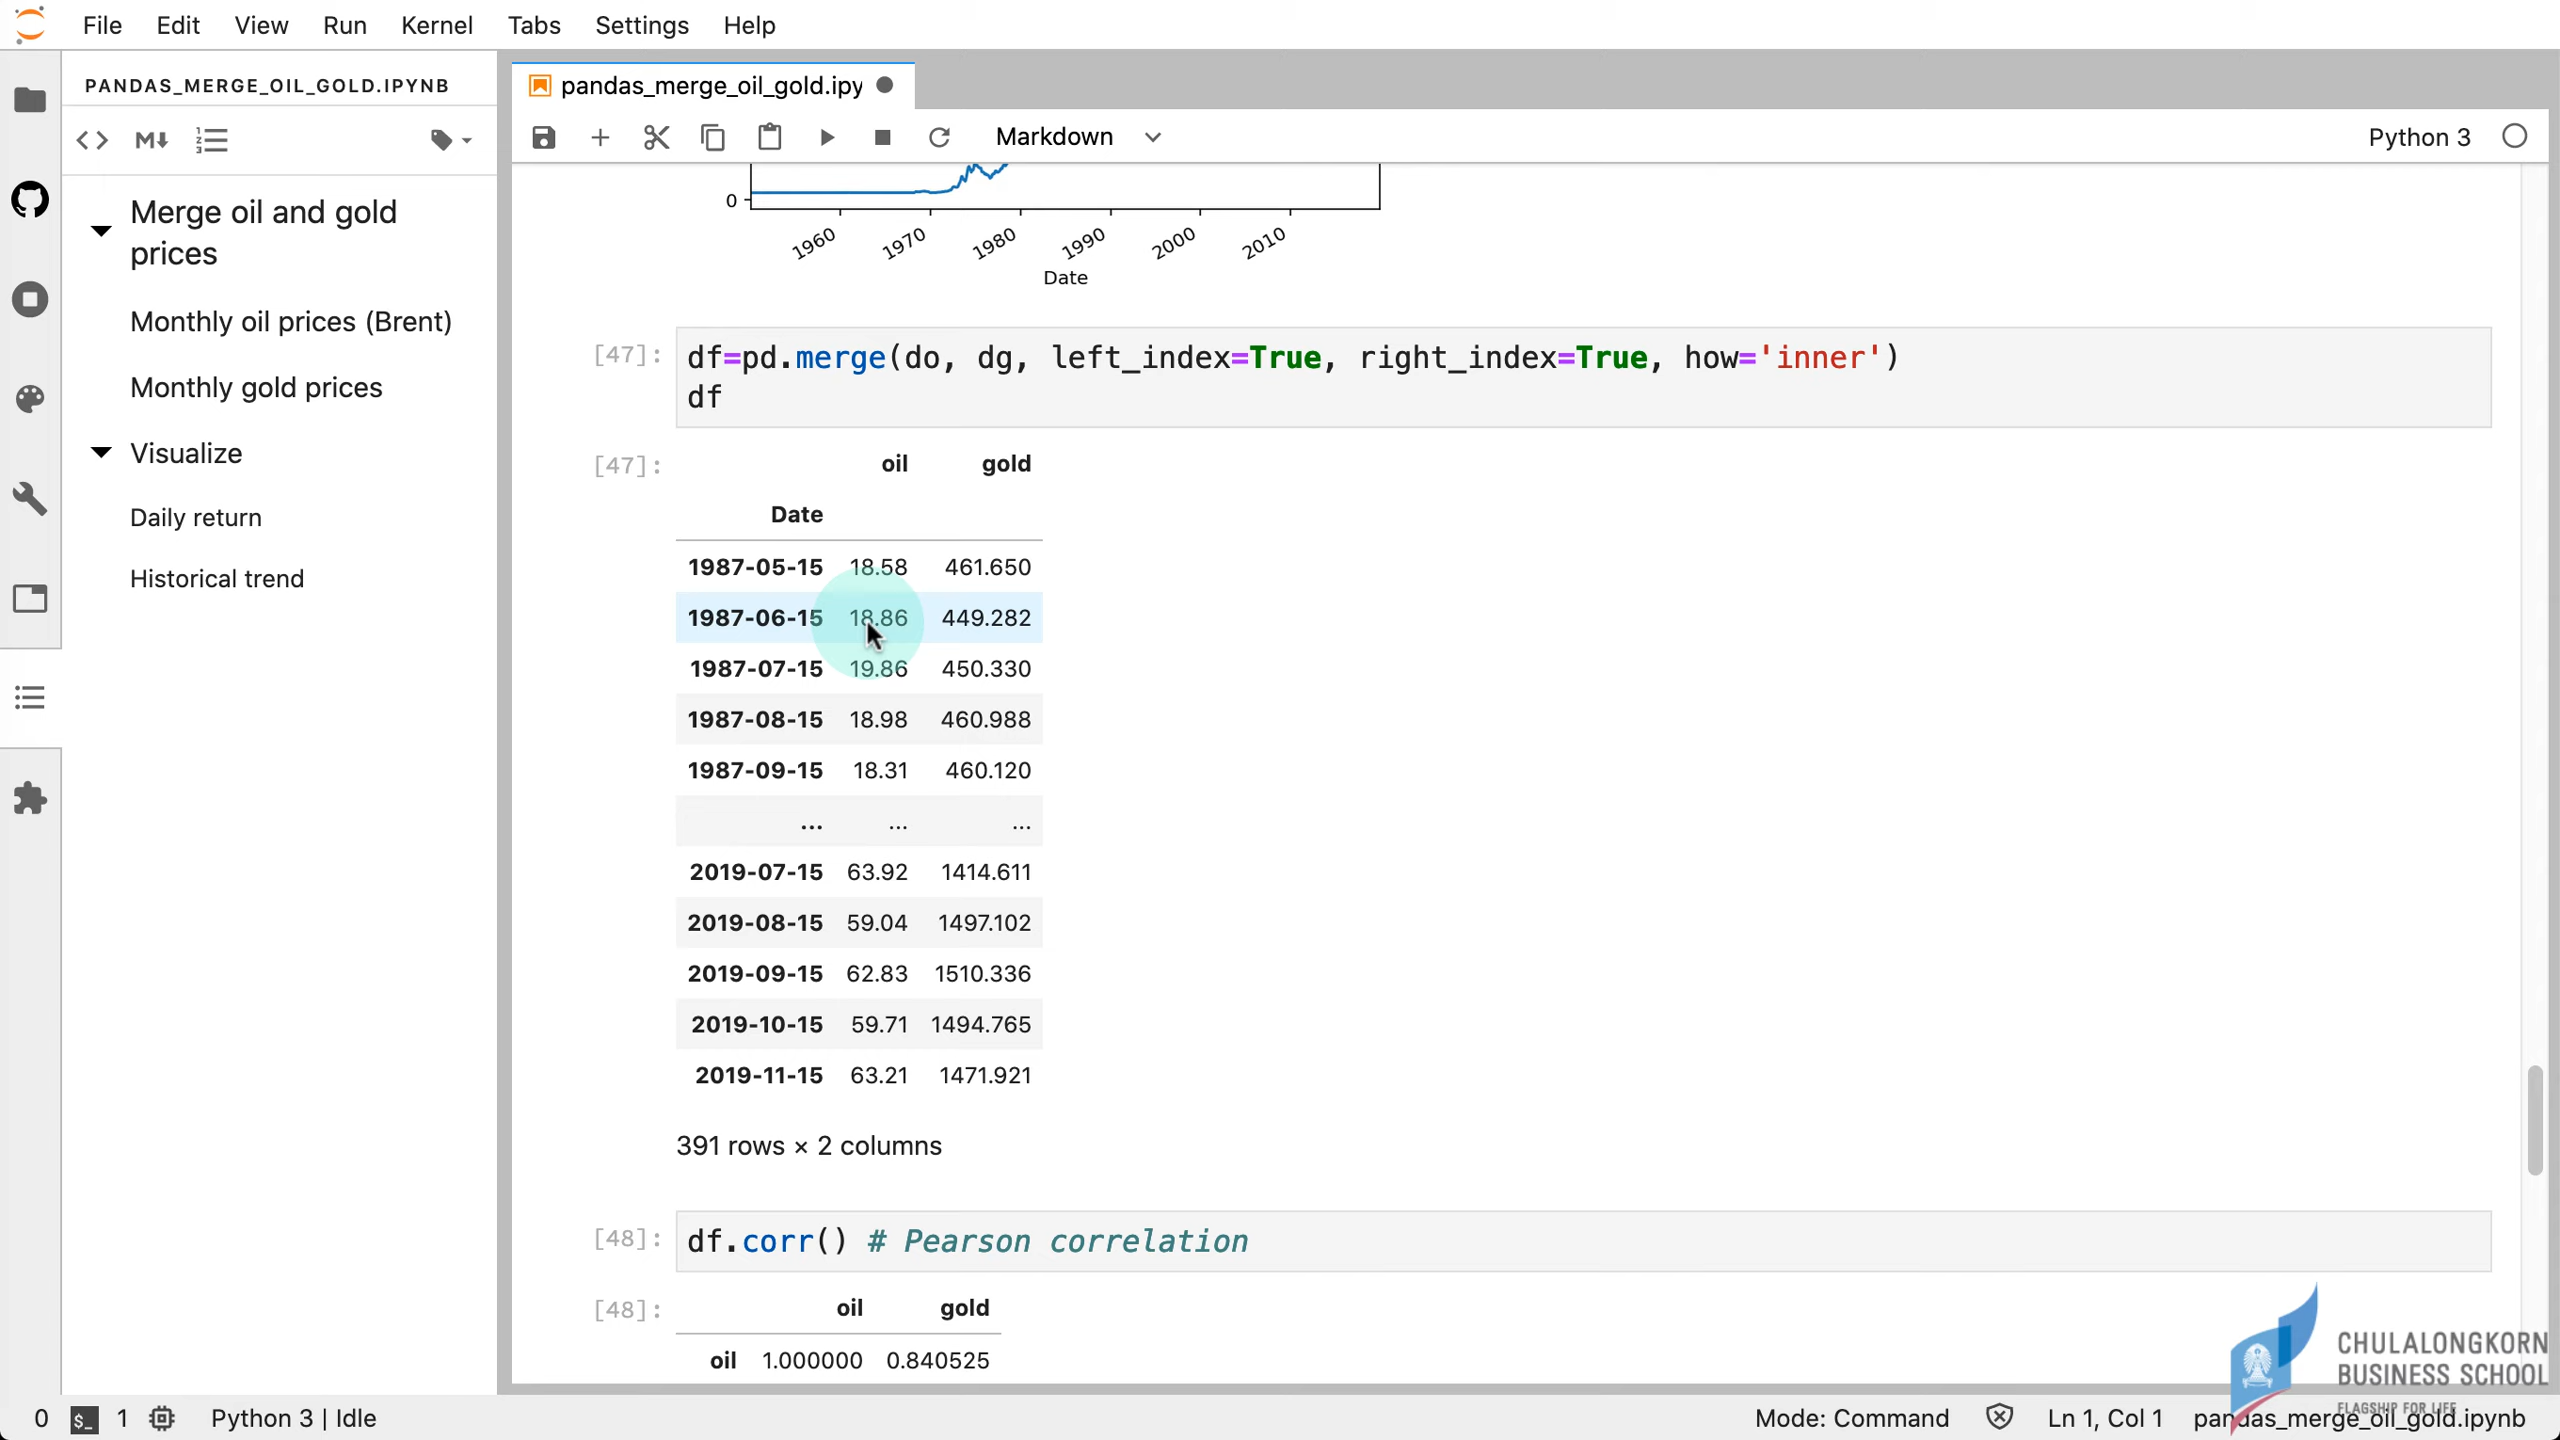 File Edit View Run Kernel Tabs Settings Help
PANDAS_MERGE_OIL_GOLD.IPYNB
Merge oil and gold
prices
Monthly oil prices (Brent)
Monthly gold prices
Visualize
Daily return
Historical trend
pandas_merge_oil_gold.ipy
Markdown
Python 3
0
1960 1970 1980 1990 2000 2010
Date
[47]: df=pd.merge(do, dg, left_index=True, right_index=True, how='inner')
df
[47]: oil gold
Date
1987-05-15 18.58 461.650
1987-06-15 18.86 449.282
1987-07-15 19.86 450.330
1987-08-15 18.98 460.988
1987-09-15 18.31 460.120
... ... ...
2019-07-15 63.92 1414.611
2019-08-15 59.04 1497.102
2019-09-15 62.83 1510.336
2019-10-15 59.71 1494.765
2019-11-15 63.21 1471.921
391 rows × 2 columns
[48]: df.corr() # Pearson correlation
[48]: oil gold
oil 1.000000 0.840525
CHULALONGKORN
BUSINESS SCHOOL
FLAGSHIP FOR LIFE
0 $_ 1 Python 3 | Idle Mode: Command Ln 1, Col 1 pandas_merge_oil_gold.ipynb